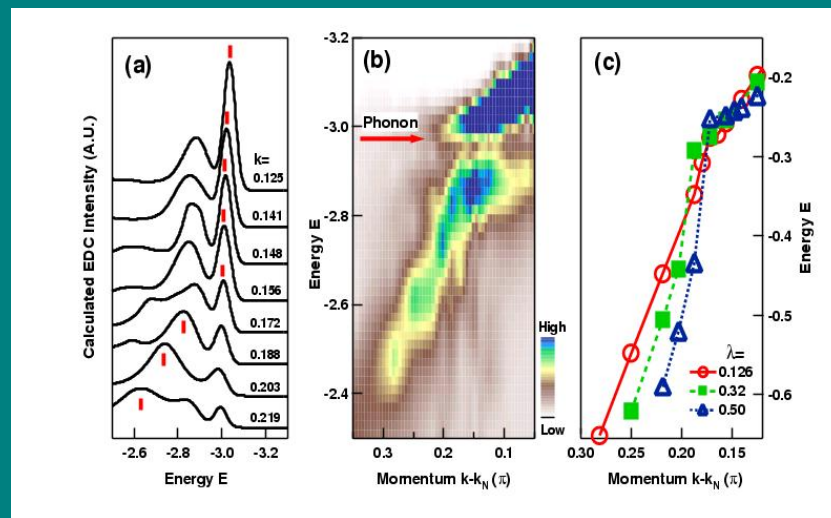 (a)
k=
0.125
0.141
0.148
0.156
0.172
0.188
0.203
0.219
Calculated EDC Intensity (A.U.)
-2.6 -2.8 -3.0 -3.2
Energy E
(b)
Phonon
-3.2
-3.0
-2.8
-2.6
-2.4
Energy E
High
Low
0.3 0.2 0.1
Momentum k-kN (π)
(c)
-0.2
-0.3
-0.4
-0.5
-0.6
Energy E
λ=
0.126
0.32
0.50
0.30 0.25 0.20 0.15
Momentum k-kN (π)